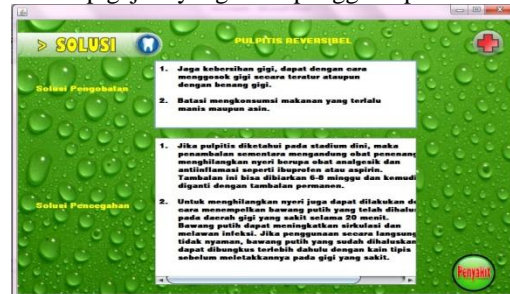 > SOLUSI
PULPITIS REVERSIBEL
Solusi Pengobatan
1. Jaga kebersihan gigi, dapat dengan cara
menggosok gigi secara teratur ataupun
dengan benang gigi.
2. Batasi mengkonsumsi makanan yang terlalu
manis maupun asin.
Solusi Pencegahan
1. Jika pulpitis diketahui pada stadium dini, maka
penambalan sementara mengandung obat penenang
menghilangkan nyeri berupa obat analgesik dan
antiinflamasi seperti ibuprofen atau aspirin.
Tambalan ini bisa dibiarkan 6-8 minggu dan kemudi
diganti dengan tambalan permanen.
2. Untuk menghilangkan nyeri juga dapat dilakukan de
cara menempelkan bawang putih yang telah dihalus
pada daerah gigi yang sakit selama 20 menit.
Bawang putih dapat meningkatkan sirkulasi dan
melawan infeksi. Jika penggunaan secara langsung
tidak nyaman, bawang putih yang sudah dihaluskan
dapat dibungkus terlebih dahulu dengan kain tipis
sebelum meletakkannya pada gigi yang sakit.
Penyakit